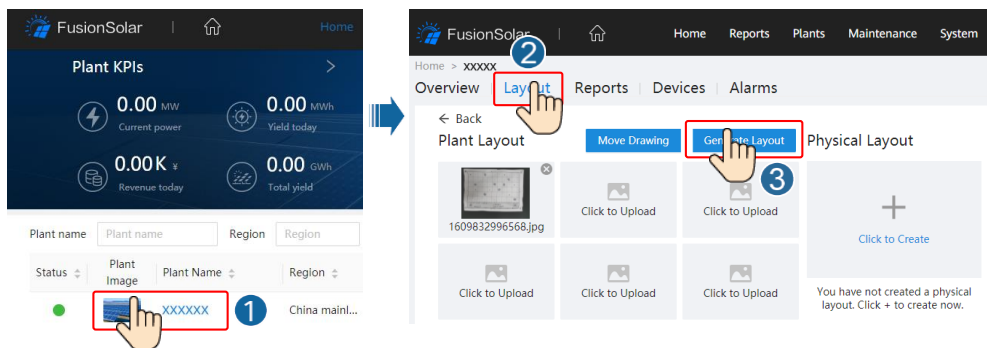 FusionSolar
Home
Plant KPIs >
0.00 MW
Current power
0.00 MWh
Yield today
0.00K ¥
Revenue today
0.00 GWh
Total yield
Plant name Plant name Region Region
Status Plant Image Plant Name Region
XXXXXX China mainl...
1
FusionSolar Home Reports Plants Maintenance System
Home > XXXXX
2
Overview Layout Reports Devices Alarms
← Back
Plant Layout Move Drawing Generate Layout Physical Layout
3
1609832996568.jpg
Click to Upload
Click to Upload
Click to Upload
Click to Upload
Click to Upload
+
Click to Create
You have not created a physical
layout. Click + to create now.